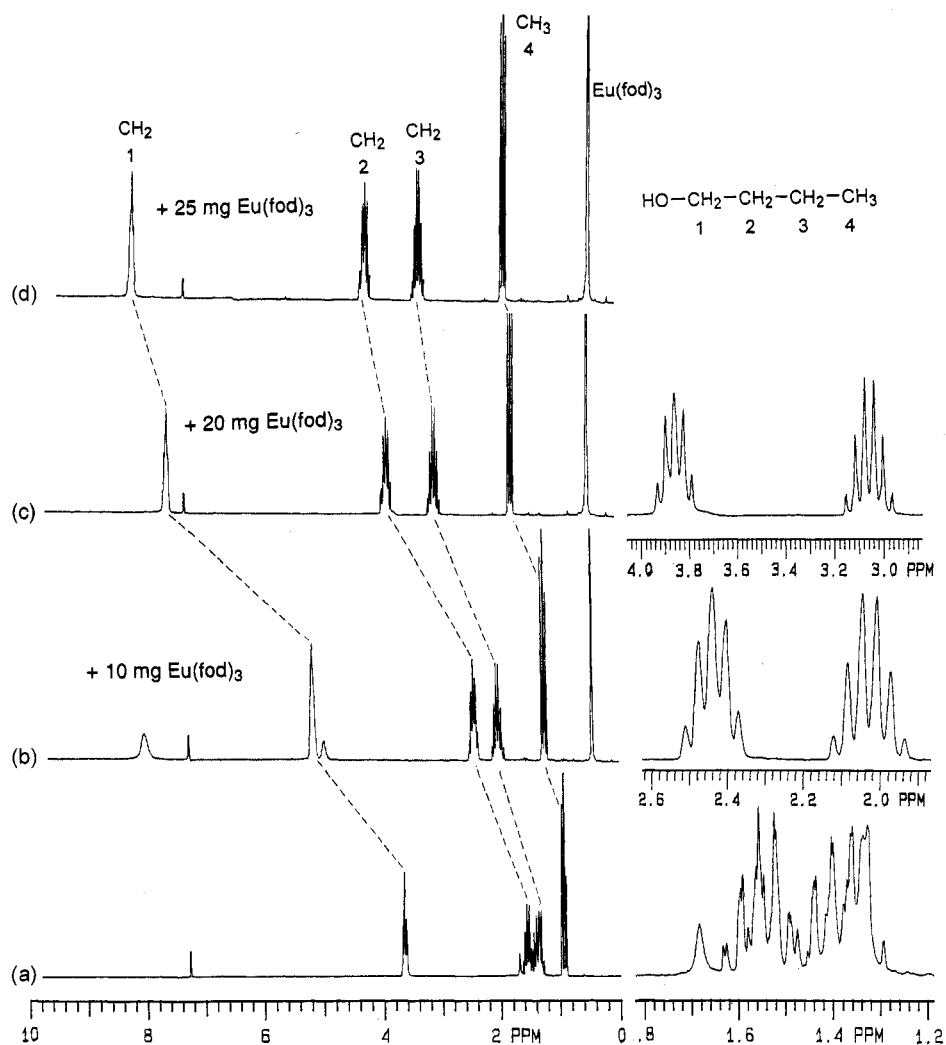 CH3
4
Eu(fod)3
CH2
1
CH2
2
CH2
3
+ 25 mg Eu(fod)3
HO—CH2—CH2—CH2—CH3
1 2 3 4
(d)
+ 20 mg Eu(fod)3
(c)
4.0 3.8 3.6 3.4 3.2 3.0 PPM
+ 10 mg Eu(fod)3
(b)
2.6 2.4 2.2 2.0 PPM
(a)
10 8 6 4 2 PPM 0
.8 1.6 1.4 PPM 1.2